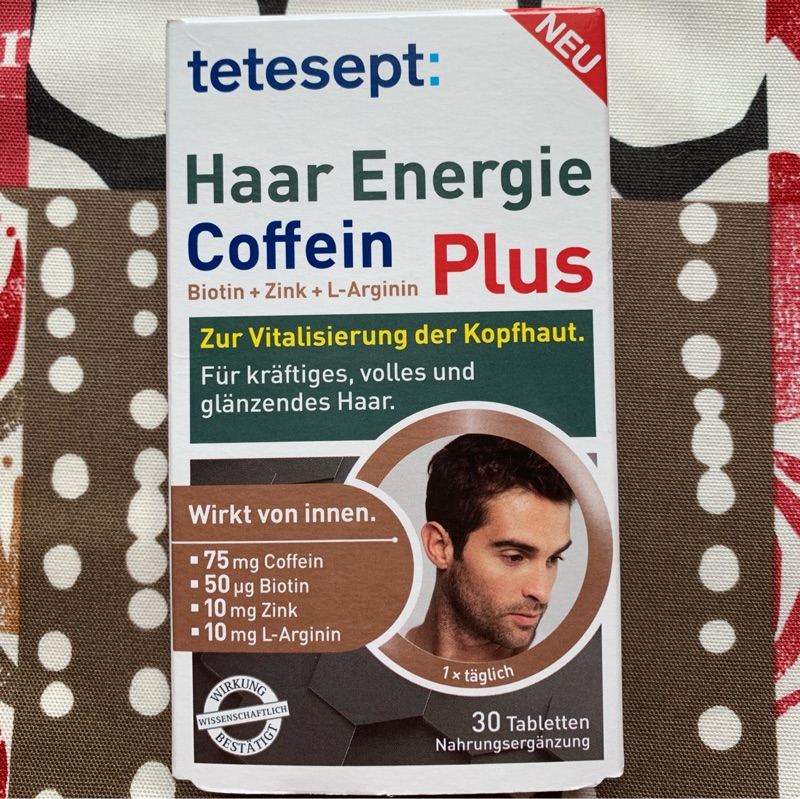 tetesept:
NEU
Haar Energie
Coffein Plus
Biotin + Zink + L-Arginin
Zur Vitalisierung der Kopfhaut.
Für kräftiges, volles und
glänzendes Haar.
Wirkt von innen.
▪ 75 mg Coffein
▪ 50 µg Biotin
▪ 10 mg Zink
▪ 10 mg L-Arginin
1 x täglich
WIRKUNG
WISSENSCHAFTLICH
BESTÄTIGT
30 Tabletten
Nahrungsergänzung
r